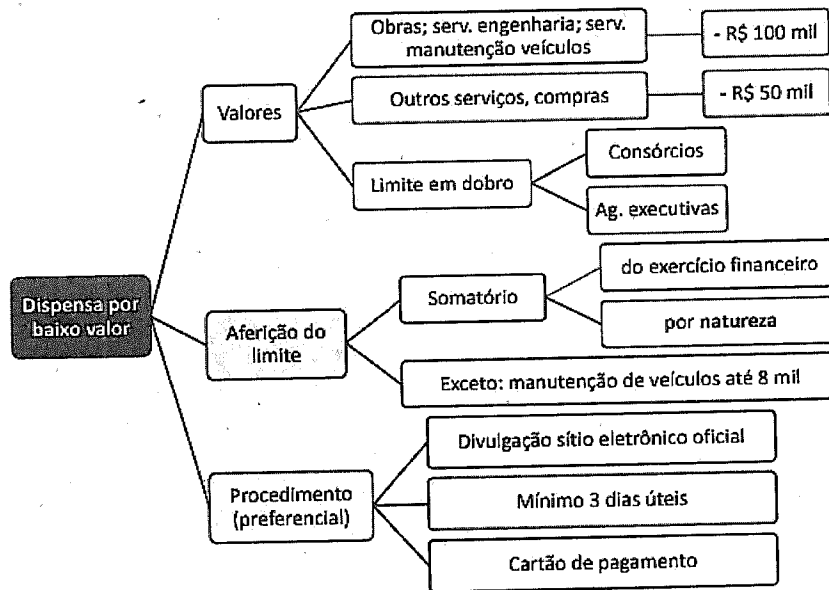 Dispensa por
baixo valor
Valores
Obras; serv. engenharia; serv.
manutenção veículos
- R$ 100 mil
Outros serviços, compras
- R$ 50 mil
Limite em dobro
Consórcios
Ag. executivas
Aferição do
limite
Somatório
do exercício financeiro
por natureza
Exceto: manutenção de veículos até 8 mil
Procedimento
(preferencial)
Divulgação sítio eletrônico oficial
Mínimo 3 dias úteis
Cartão de pagamento